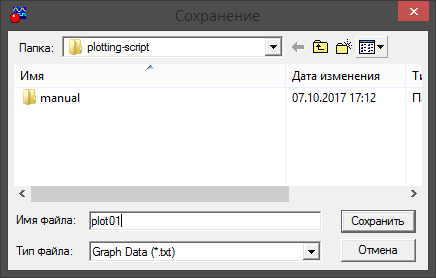 Сохранение
Папка: plotting-script
Имя Дата изменения Ти
manual 07.10.2017 17:12 Па
Имя файла: plot01 Сохранить
Тип файла: Graph Data (*.txt) Отмена